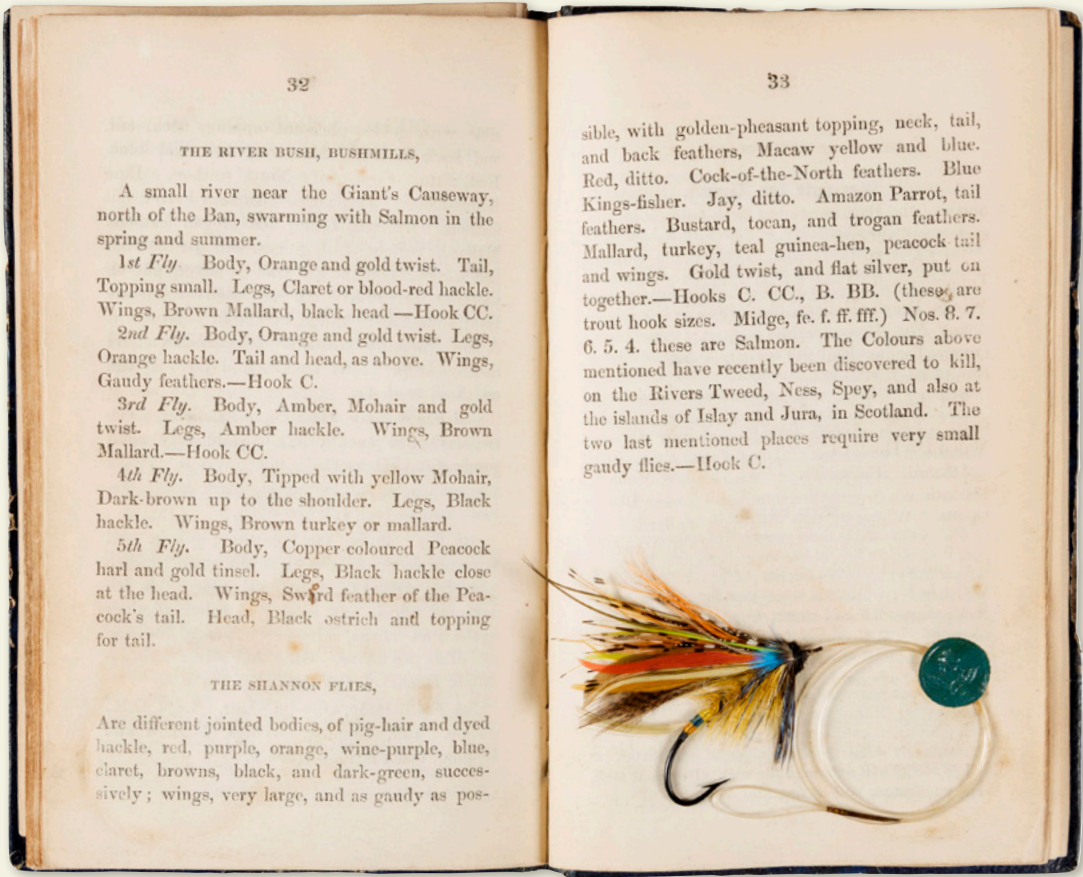 32
THE RIVER BUSH, BUSHMILLS,
A small river near the Giant's Causeway,
north of the Ban, swarming with Salmon in the
spring and summer.
1st Fly. Body, Orange and gold twist. Tail,
Topping small. Legs, Claret or blood-red hackle.
Wings, Brown Mallard, black head—Hook CC.
2nd Fly. Body, Orange and gold twist. Legs,
Orange hackle. Tail and head, as above. Wings,
Gaudy feathers.—Hook C.
3rd Fly. Body, Amber, Mohair and gold
twist. Legs, Amber hackle. Wings, Brown
Mallard.—Hook CC.
4th Fly. Body, Tipped with yellow Mohair,
Dark-brown up to the shoulder. Legs, Black
hackle. Wings, Brown turkey or mallard.
5th Fly. Body, Copper-coloured Peacock
harl and gold tinsel. Legs, Black hackle close
at the head. Wings, Sword feather of the Pea-
cock's tail. Head, Black ostrich and topping
for tail.
THE SHANNON FLIES,
Are different jointed bodies, of pig-hair and dyed
hackle, red, purple, orange, wine-purple, blue,
claret, browns, black, and dark-green, succes-
sively; wings, very large, and as gaudy as pos-
33
sible, with golden-pheasant topping, neck, tail,
and back feathers, Macaw yellow and blue.
Red, ditto. Cock-of-the-North feathers. Blue
Kings-fisher. Jay, ditto. Amazon Parrot, tail
feathers. Bustard, tocan, and trogan feathers.
Mallard, turkey, teal guinea-hen, peacock tail
and wings. Gold twist, and flat silver, put on
together.—Hooks C. CC., B. BB. (these are
trout hook sizes. Midge, fe. f. ff. fff.) Nos. 8. 7.
6. 5. 4. these are Salmon. The Colours above
mentioned have recently been discovered to kill,
on the Rivers Tweed, Ness, Spey, and also at
the islands of Islay and Jura, in Scotland. The
two last mentioned places require very small
gaudy flies.—Hook C.